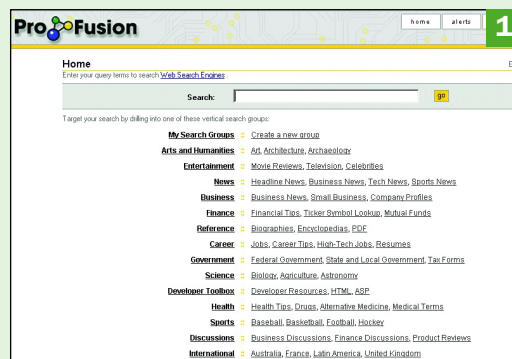 ProFusion
home alerts
1
Home
Enter your query terms to search Web Search Engines.
Search: go
Target your search by drilling into one of these vertical search groups:
My Search Groups :: Create a new group
Arts and Humanities :: Art, Architecture, Archaeology
Entertainment :: Movie Reviews, Television, Celebrities
News :: Headline News, Business News, Tech News, Sports News
Business :: Business News, Small Business, Company Profiles
Finance :: Financial Tips, Ticker Symbol Lookup, Mutual Funds
Reference :: Biographies, Encyclopedias, PDF
Career :: Jobs, Career Tips, High-Tech Jobs, Resumes
Government :: Federal Government, State and Local Government, Tax Forms
Science :: Biology, Agriculture, Astronomy
Developer Toolbox :: Developer Resources, HTML, ASP
Health :: Health Tips, Drugs, Alternative Medicine, Medical Terms
Sports :: Baseball, Basketball, Football, Hockey
Discussions :: Business Discussions, Finance Discussions, Product Reviews
International :: Australia, France, Latin America, United Kingdom